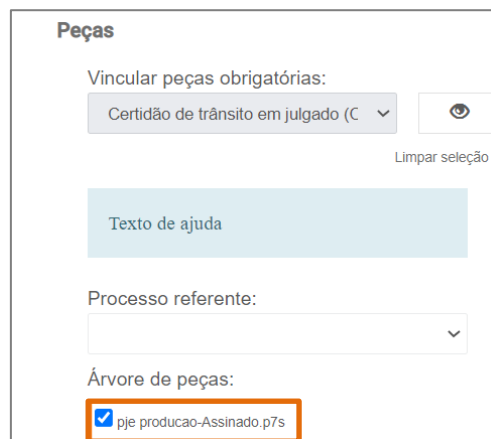 Peças
Vincular peças obrigatórias:
Certidão de trânsito em julgado (C
Limpar seleção
Texto de ajuda
Processo referente:
Árvore de peças:
pje producao-Assinado.p7s